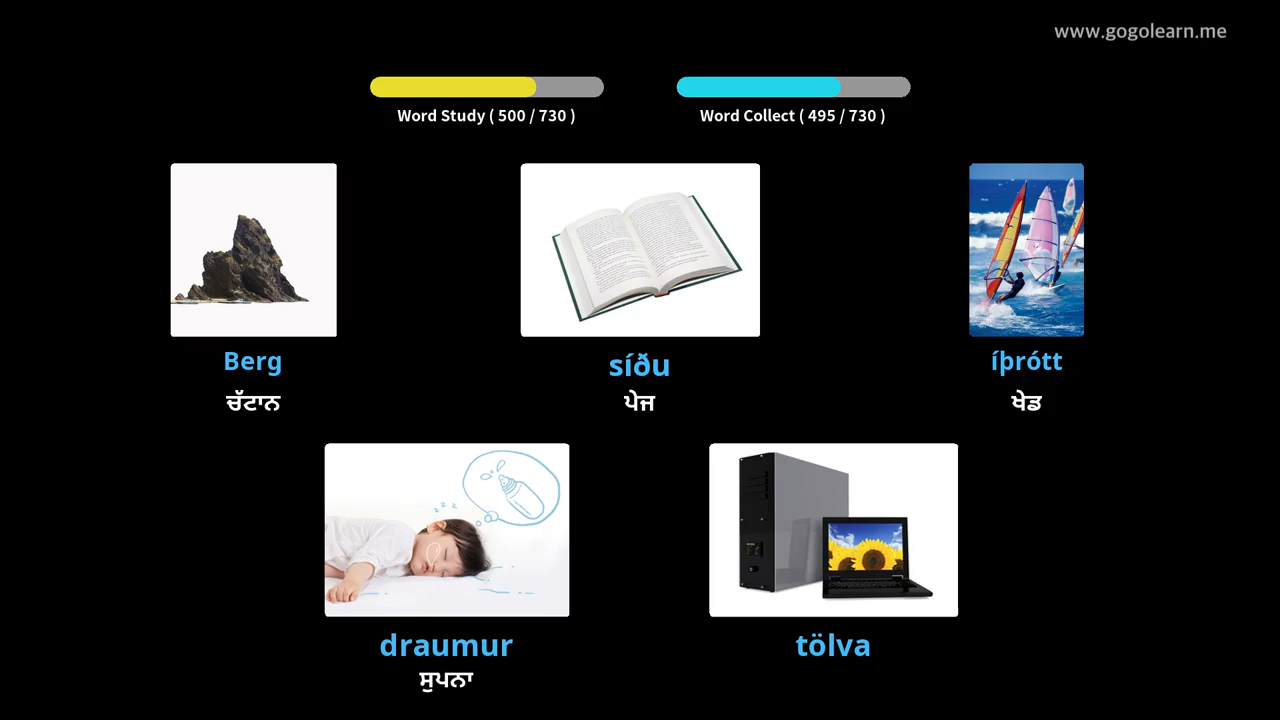 www.gogolearn.me
Word Study ( 500 / 730 )
Word Collect ( 495 / 730 )
Berg
síðu
íþrótt
ਚੱਟਾਨ
ਪੇਜ
ਖੇਡ
draumur
tölva
ਸੁਪਨਾ